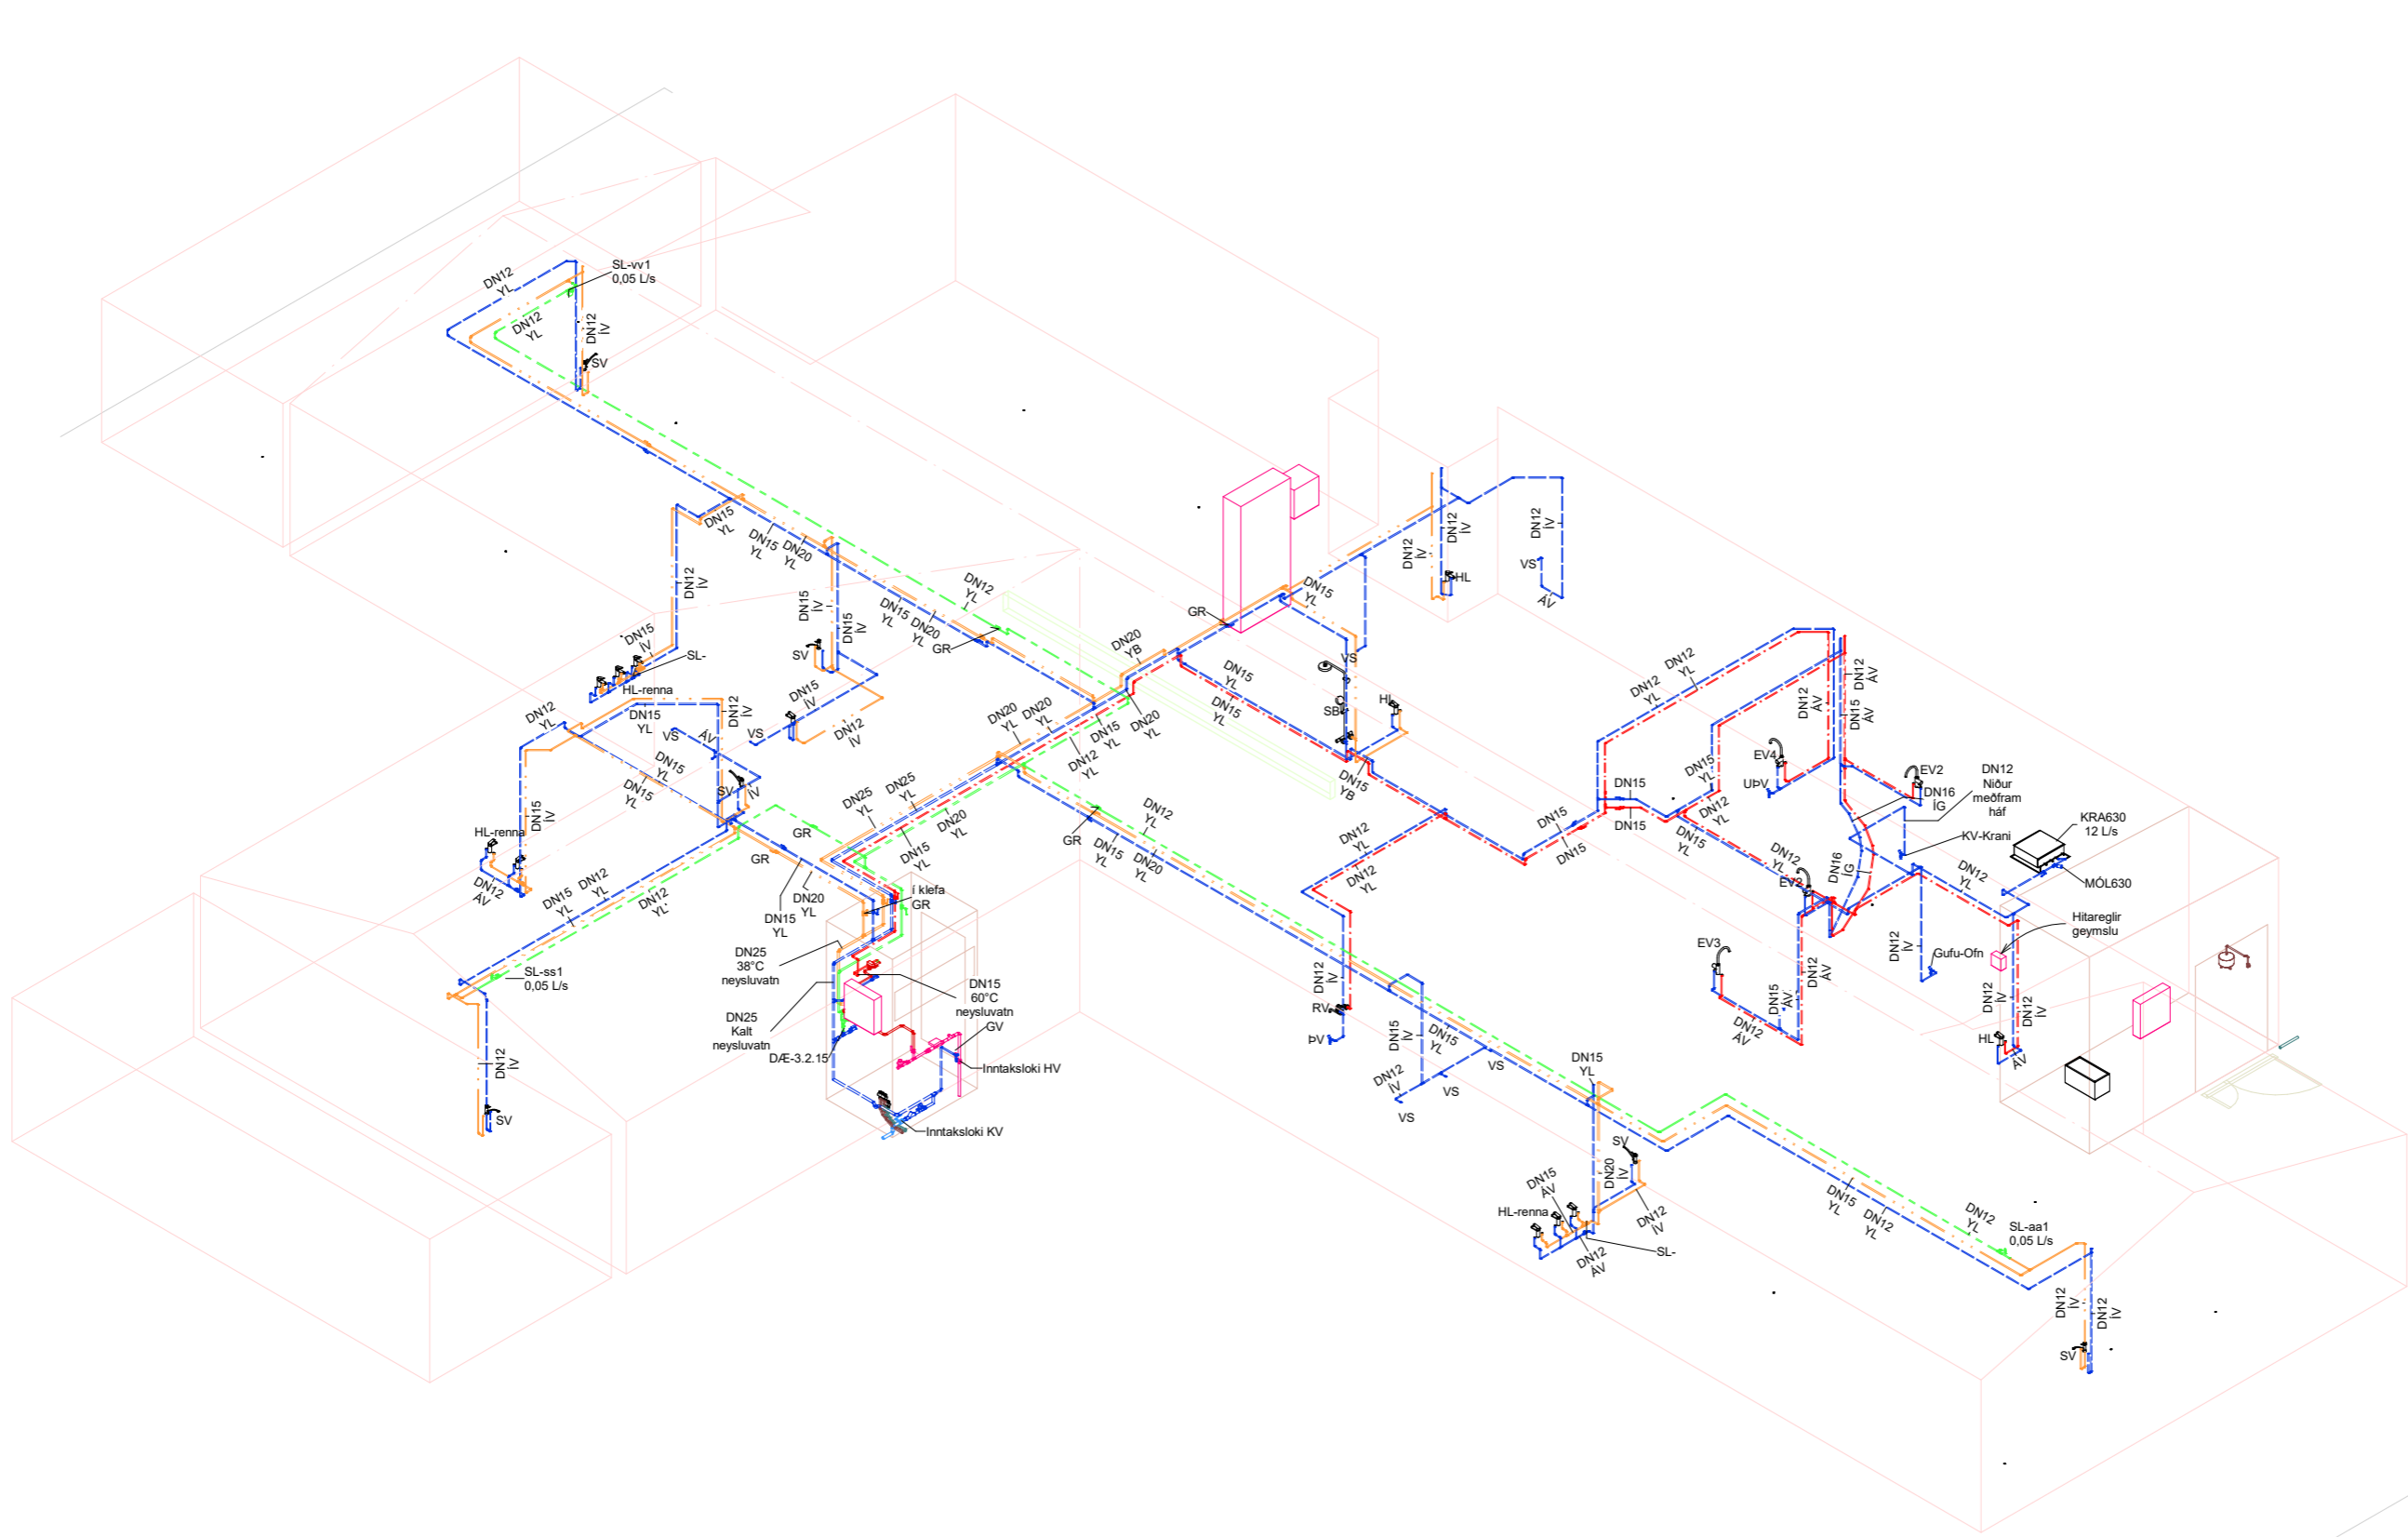 SL-vv1
0,05 L/s
DN12
YL
DN12
YL
DN12
ÍV
SV
DN15
YL
DN15
YL
DN20
YL
DN12
ÍV
DN15
ÍV
DN15
ÍV
DN15
YL
DN20
YL
DN12
YL
GR
SV
DN15
ÍV
SL-
HL-renna
DN15
ÍV
DN12
ÍV
VS
DN12
YL
DN15
YL
DN12
ÍV
VS
ÁV
DN15
YL
DN15
YL
SV
ÍV
DN15
ÍV
HL-renna
DN12
ÁV
GR
GR
DN15
YL
DN12
YL
DN12
YL
DN20
YL
DN15
YL
SL-ss1
0,05 L/s
DN12
ÍV
SV
DN25
YL
DN25
YL
DN20
YL
DN15
YL
í klefa
GR
DN25
38°C
neysluvatn
DN25
Kalt
neysluvatn
DÆ-3.2.15
DN15
60°C
neysluvatn
GV
Inntaksloki HV
Inntaksloki KV
DN20
YL
DN20
YL
DN12
YL
DN15
YL
DN20
YL
DN20
YB
GR
DN15
YL
DN12
ÍV
DN12
ÍV
HL
DN12
ÍV
VS
ÁV
VS
SB
HL
DN15
YL
DN15
YL
DN15
YB
GR
DN12
YL
DN15
YL
DN20
YL
DN12
YL
DN12
YL
DN12
ÍV
RV
ÞV
DN15
DN15
DN15
DN15
DN12
YL
DN12
YL
DN15
YL
DN12
YL
DN15
YL
DN12
ÁV
DN12
ÁV
DN15
ÁV
EV4
UÞV
EV2
DN16
ÍG
DN12
Niður
meðfram
háf
KV-Krani
KRA630
12 L/s
MÓL630
DN12
YL
DN12
YL
DN16
ÍG
EV2
EV3
DN12
ÁV
DN15
ÁV
DN12
ÁV
DN12
ÍV
Gufu-Ofn
Hitareglir
geymslu
DN12
ÍV
DN12
ÍV
HL
ÁV
DN15
ÍV
DN15
YL
DN12
ÍV
VS
VS
VS
DN15
YL
SV
DN20
ÍV
DN15
ÁV
HL-renna
DN12
ÁV
SL-
DN12
ÍV
DN15
YL
DN12
YL
DN12
YL
SL-aa1
0,05 L/s
DN12
ÍV
DN12
ÍV
SV